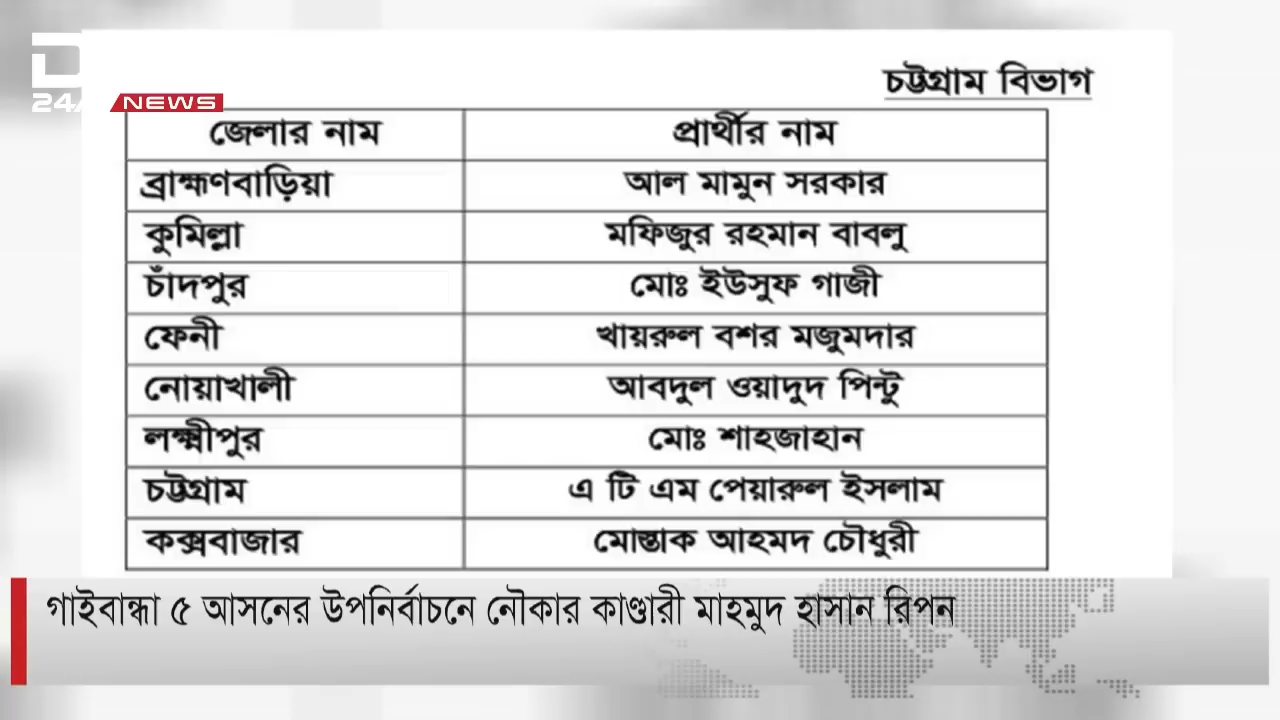 24
NEWS
চট্টগ্রাম বিভাগ
জেলার নাম প্রার্থীর নাম
ব্রাহ্মণবাড়িয়া আল মামুন সরকার
কুমিল্লা মফিজুর রহমান বাবলু
চাঁদপুর মোঃ ইউসুফ গাজী
ফেনী খায়রুল বশর মজুমদার
নোয়াখালী আবদুল ওয়াদুদ পিন্টু
লক্ষ্মীপুর মোঃ শাহজাহান
চট্টগ্রাম এ টি এম পেয়ারুল ইসলাম
কক্সবাজার মোস্তাক আহমদ চৌধুরী
গাইবান্ধা ৫ আসনের উপনির্বাচনে নৌকার কাণ্ডারী মাহমুদ হাসান রিপন